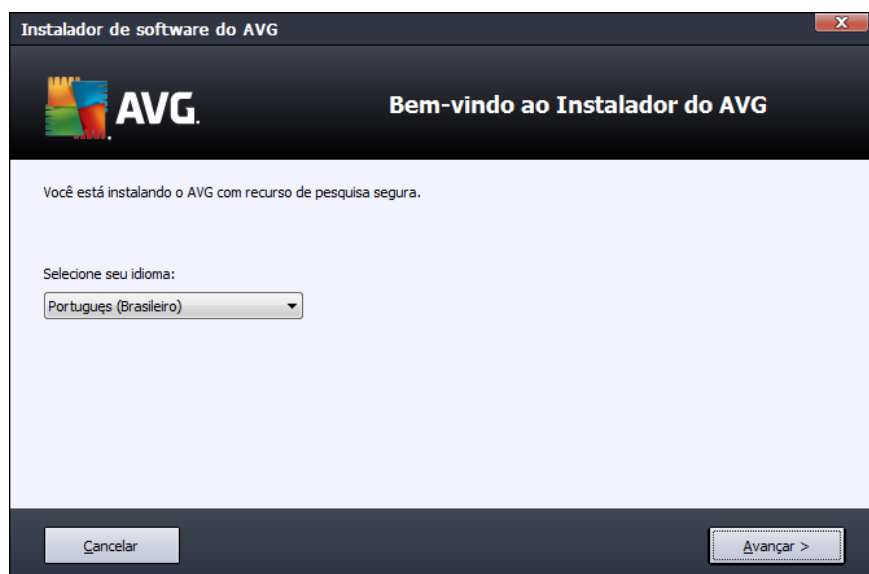 Instalador de software do AVG
X
AVG.
Bem-vindo ao Instalador do AVG
Você está instalando o AVG com recurso de pesquisa segura.
Selecione seu idioma:
Portuguęs (Brasileiro)
Cancelar
Avançar >